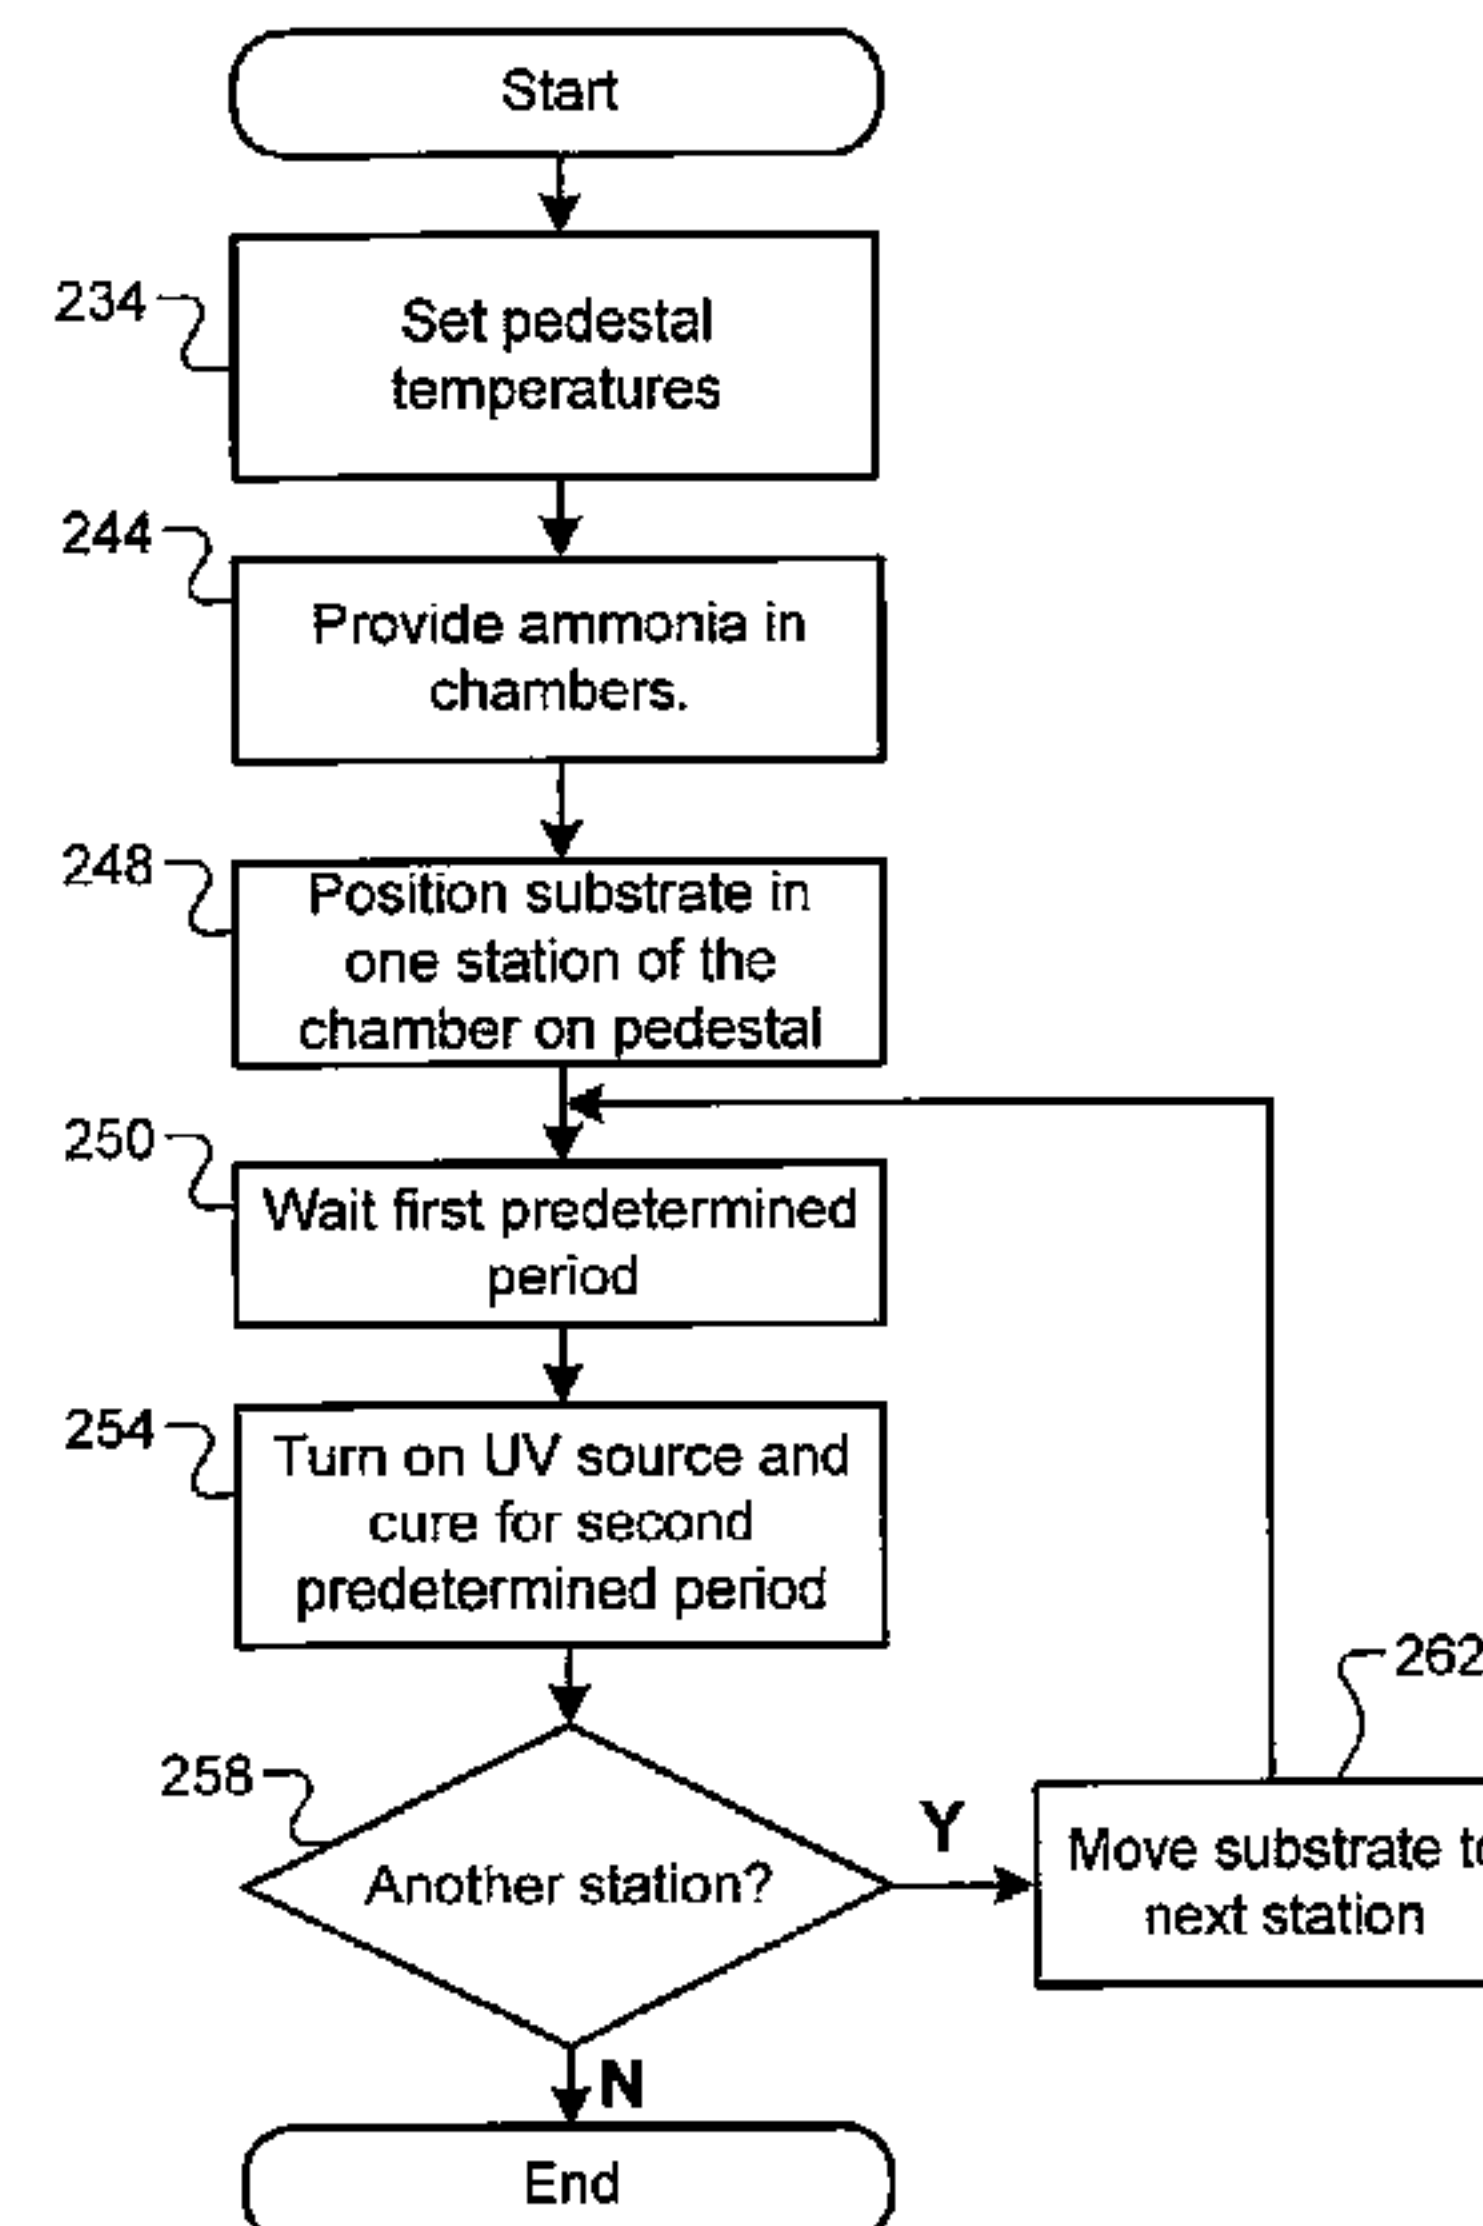 Start
234
Set pedestal
temperatures
244
Provide ammonia in
chambers.
248
Position substrate in
one station of the
chamber on pedestal
250
Wait first predetermined
period
254
Turn on UV source and
cure for second
predetermined period
262
258
Another station?
Y
Move substrate to
next station
N
End